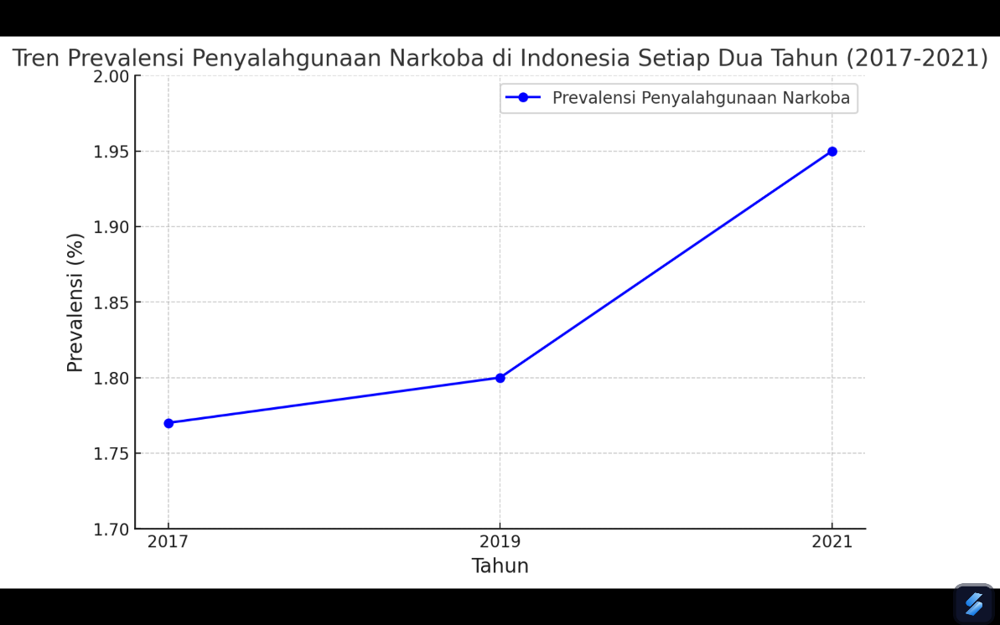 Tren Prevalensi Penyalahgunaan Narkoba di Indonesia Setiap Dua Tahun (2017-2021)
Prevalensi Penyalahgunaan Narkoba
Prevalensi (%)
2.00
1.95
1.90
1.85
1.80
1.75
1.70
2017 2019 2021
Tahun